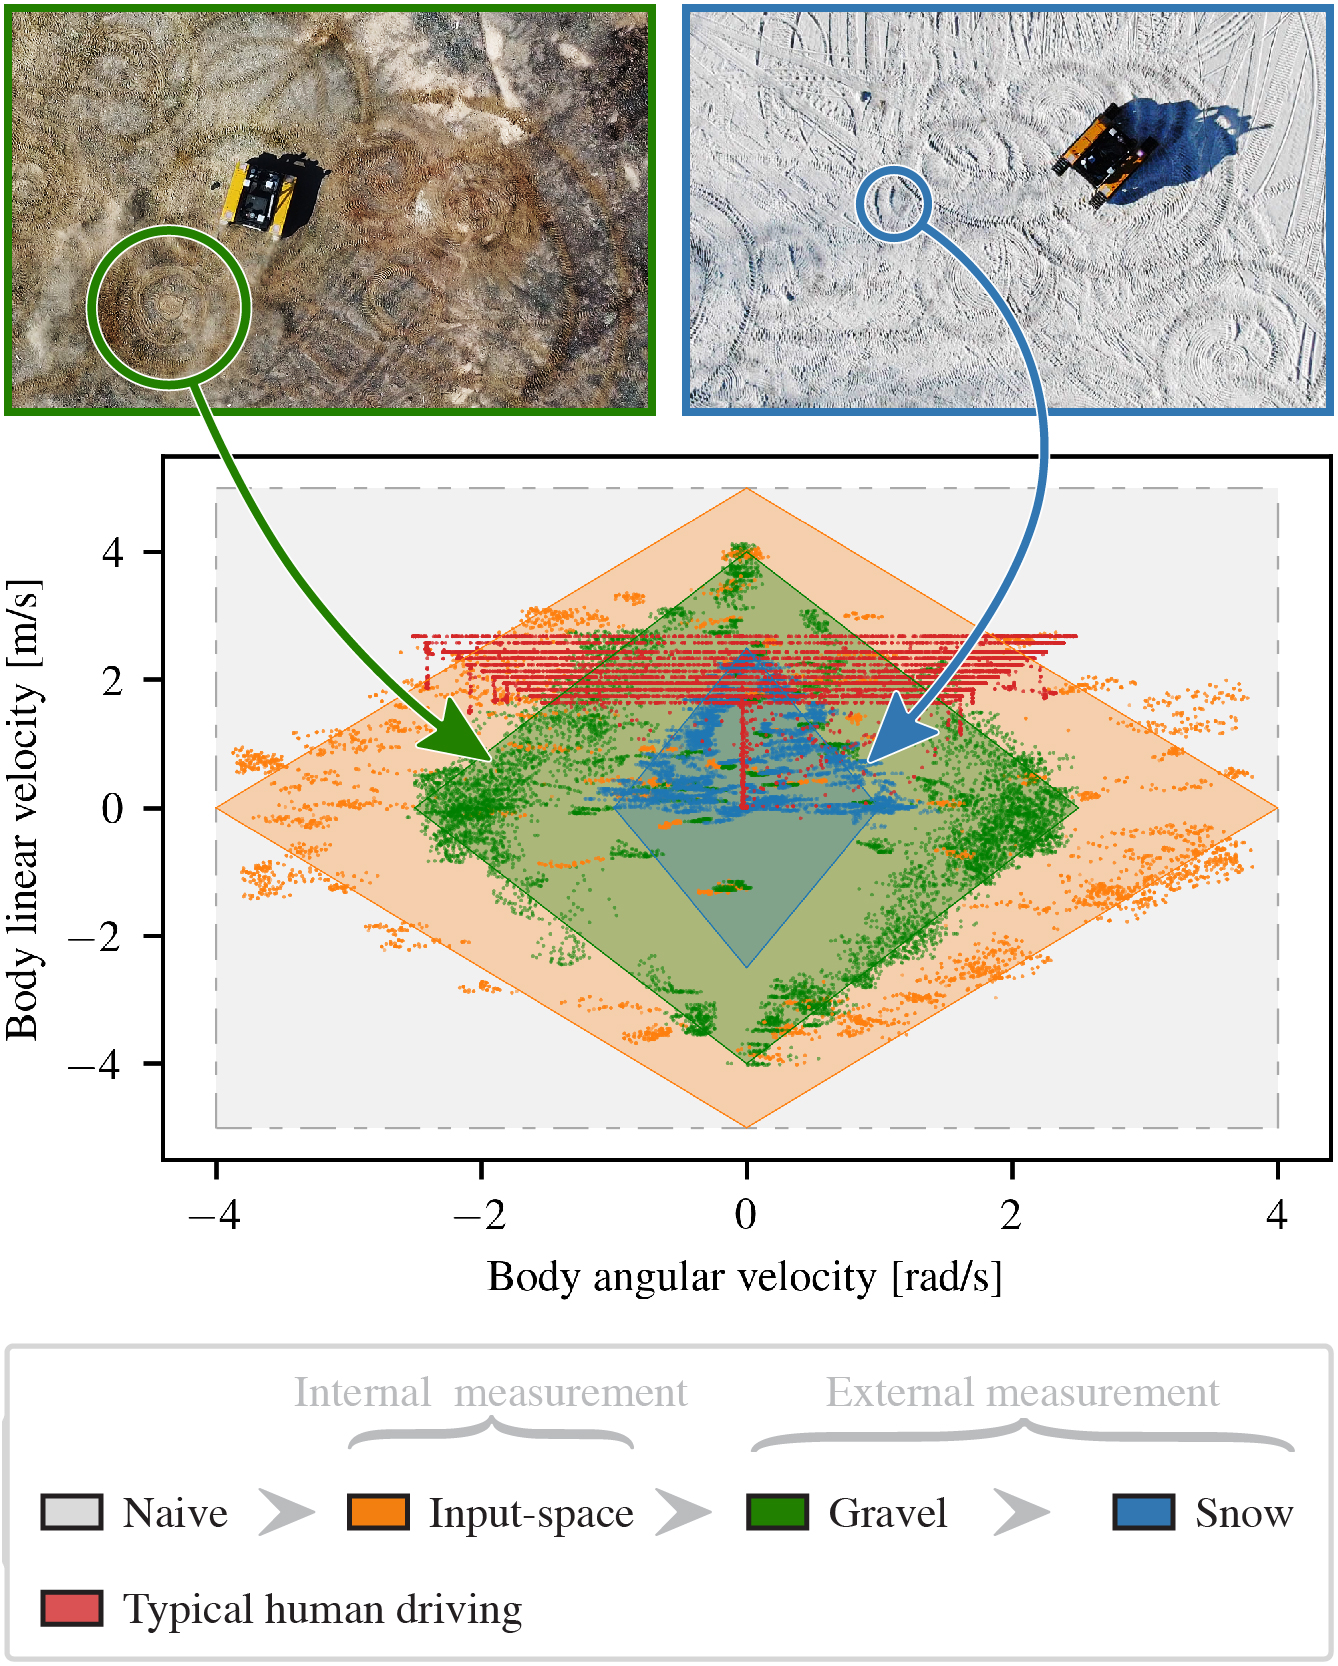 4
2
0
−2
−4
Body linear velocity [m/s]
−4
−2
0
2
4
Body angular velocity [rad/s]
Internal measurement
External measurement
Naive
Input-space
Gravel
Snow
Typical human driving